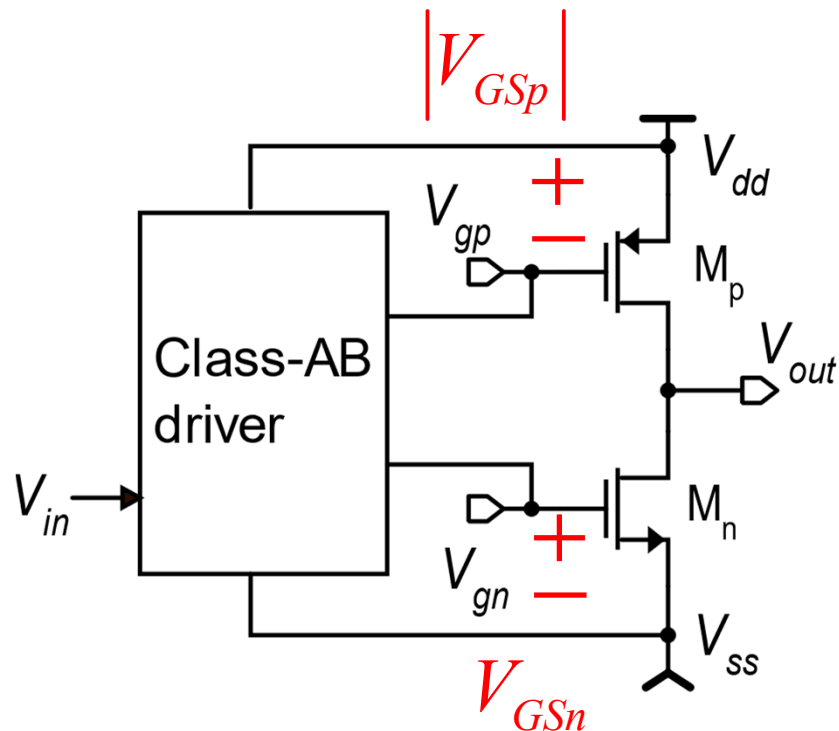 |V_GSp|
V_dd
V_gp
M_p
Class-AB
driver
V_out
V_in
M_n
V_gn
V_ss
V_GSn